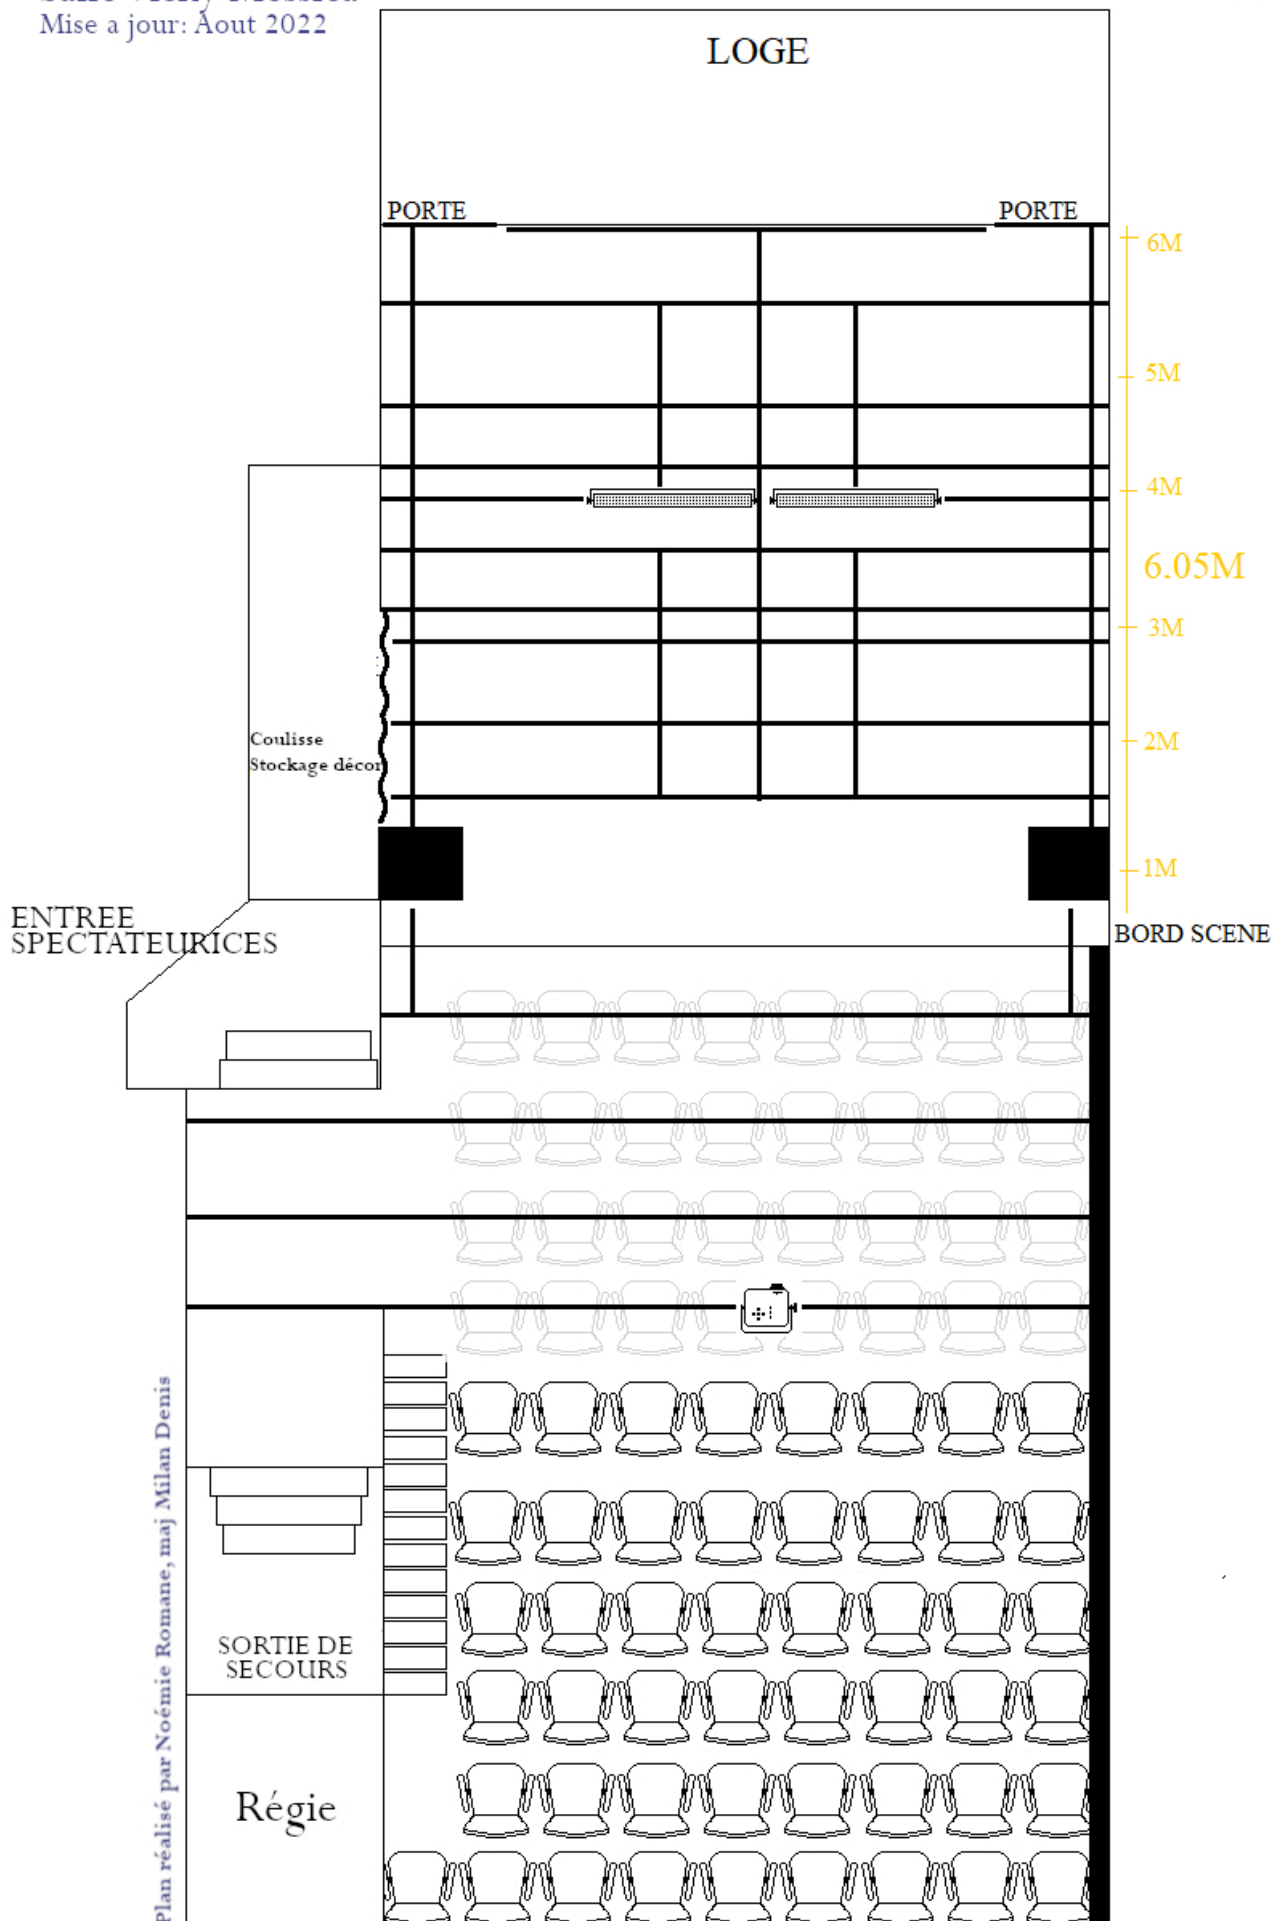 Mise a jour: Aout 2022
LOGE
PORTE
PORTE
6M
5M
4M
6.05M
3M
Coulisse
Stockage décor
2M
1M
ENTREE
SPECTATEURICES
BORD SCENE
SORTIE DE
SECOURS
Régie
Plan réalisé par Noémie Romane, maj Milan Denis